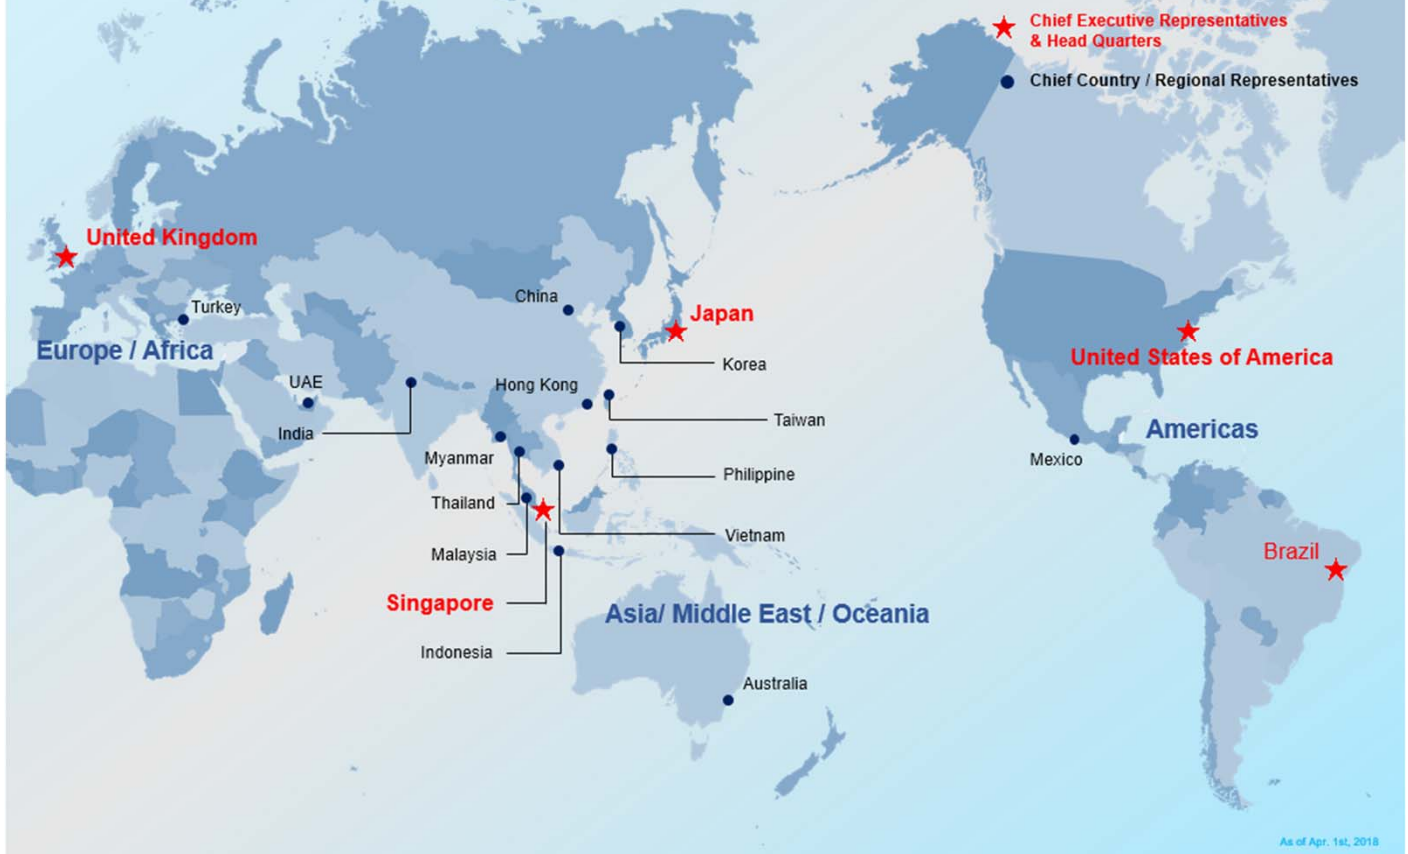 Chief Executive Representatives
& Head Quarters
Chief Country / Regional Representatives
United Kingdom
Turkey
Europe / Africa
UAE
India
China
Japan
Korea
Hong Kong
Taiwan
Myanmar
Philippine
Thailand
Vietnam
Malaysia
Singapore
Asia/ Middle East / Oceania
Indonesia
Australia
United States of America
Americas
Mexico
Brazil
As of Apr. 1st, 2018